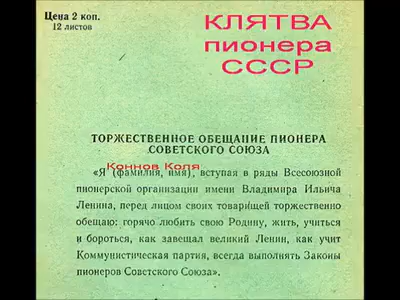 Цена 2 коп.
12 листов
КЛЯТВА
пионера
СССР
ТОРЖЕСТВЕННОЕ ОБЕЩАНИЕ ПИОНЕРА
СОВЕТСКОГО СОЮЗА
Коннов Коля
«Я (фамилия, имя), вступая в ряды Всесоюзной
пионерской организации имени Владимира Ильича
Ленина, перед лицом своих товарищей торжественно
обещаю: горячо любить свою Родину, жить, учиться
и бороться, как завещал великий Ленин, как учит
Коммунистическая партия, всегда выполнять Законы
пионеров Советского Союза».